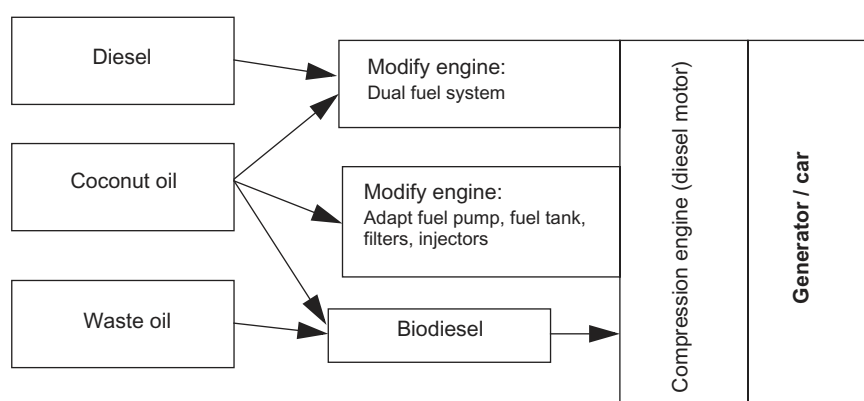 Diesel
Modify engine:
Dual fuel system
Coconut oil
Modify engine:
Adapt fuel pump, fuel tank,
filters, injectors
Waste oil
Biodiesel
Compression engine (diesel motor)
Generator / car